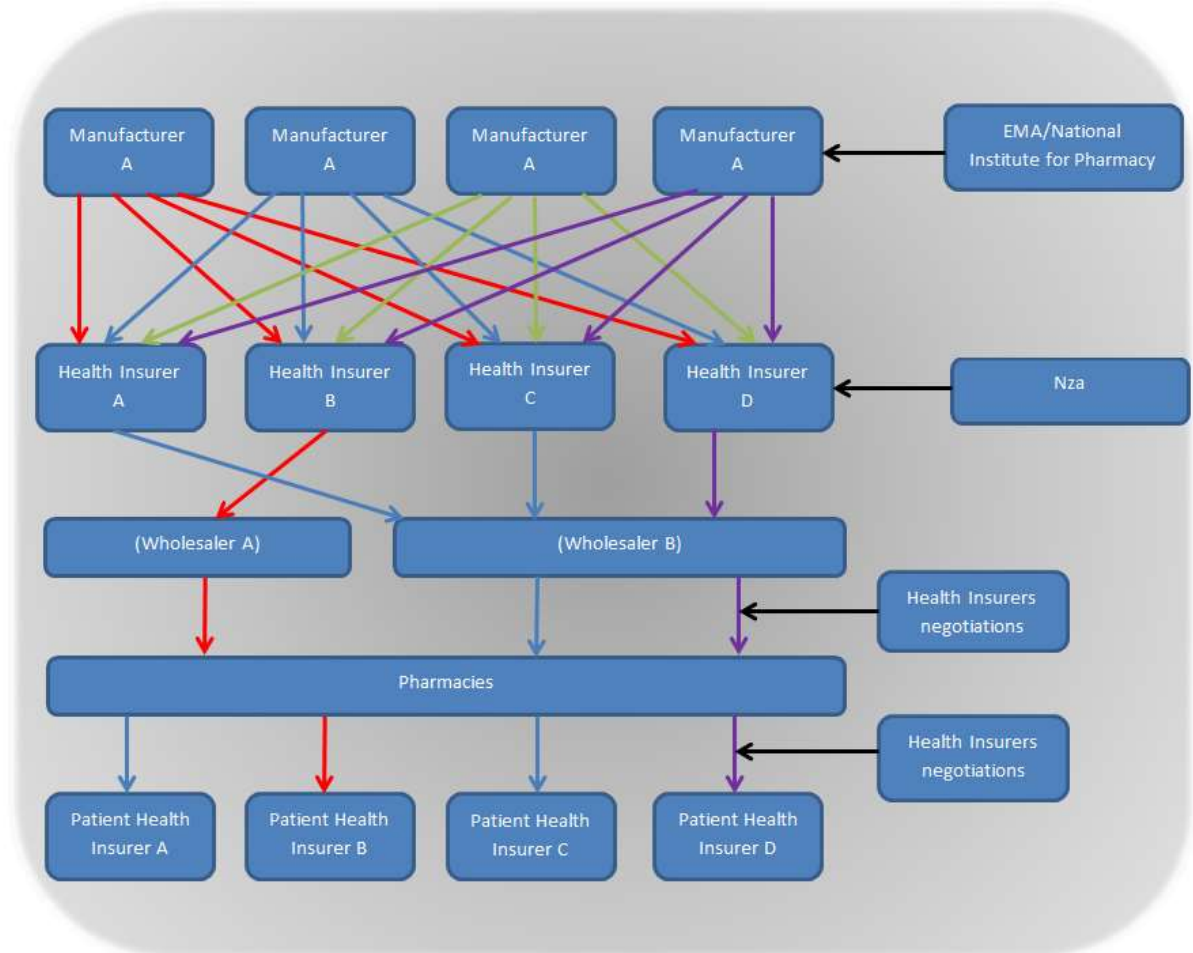 Manufacturer
A
Manufacturer
A
Manufacturer
A
Manufacturer
A
EMA/National
Institute for Pharmacy
Health Insurer
A
Health Insurer
B
Health Insurer
C
Health Insurer
D
Nza
(Wholesaler A)
(Wholesaler B)
Health Insurers
negotiations
Pharmacies
Health Insurers
negotiations
Patient Health
Insurer A
Patient Health
Insurer B
Patient Health
Insurer C
Patient Health
Insurer D